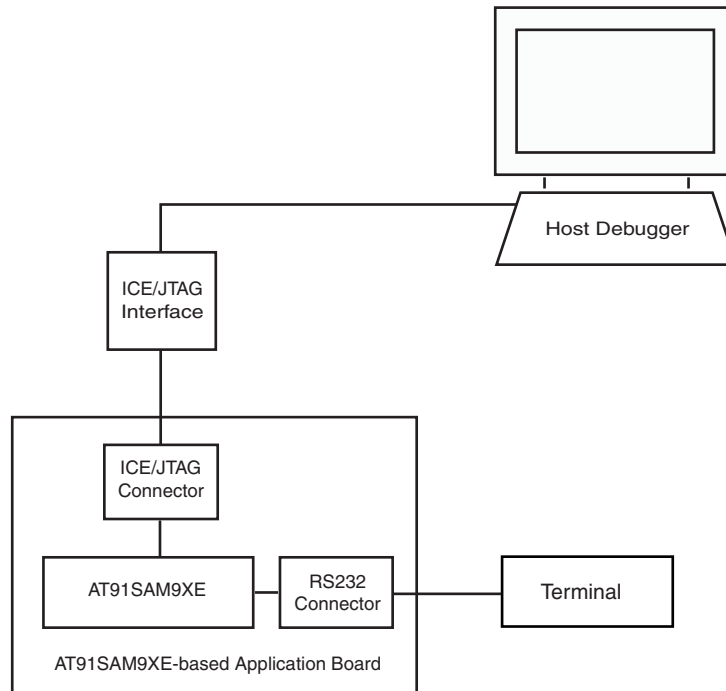 Host Debugger
ICE/JTAG
Interface
ICE/JTAG
Connector
AT91SAM9XE
RS232
Connector
Terminal
AT91SAM9XE-based Application Board